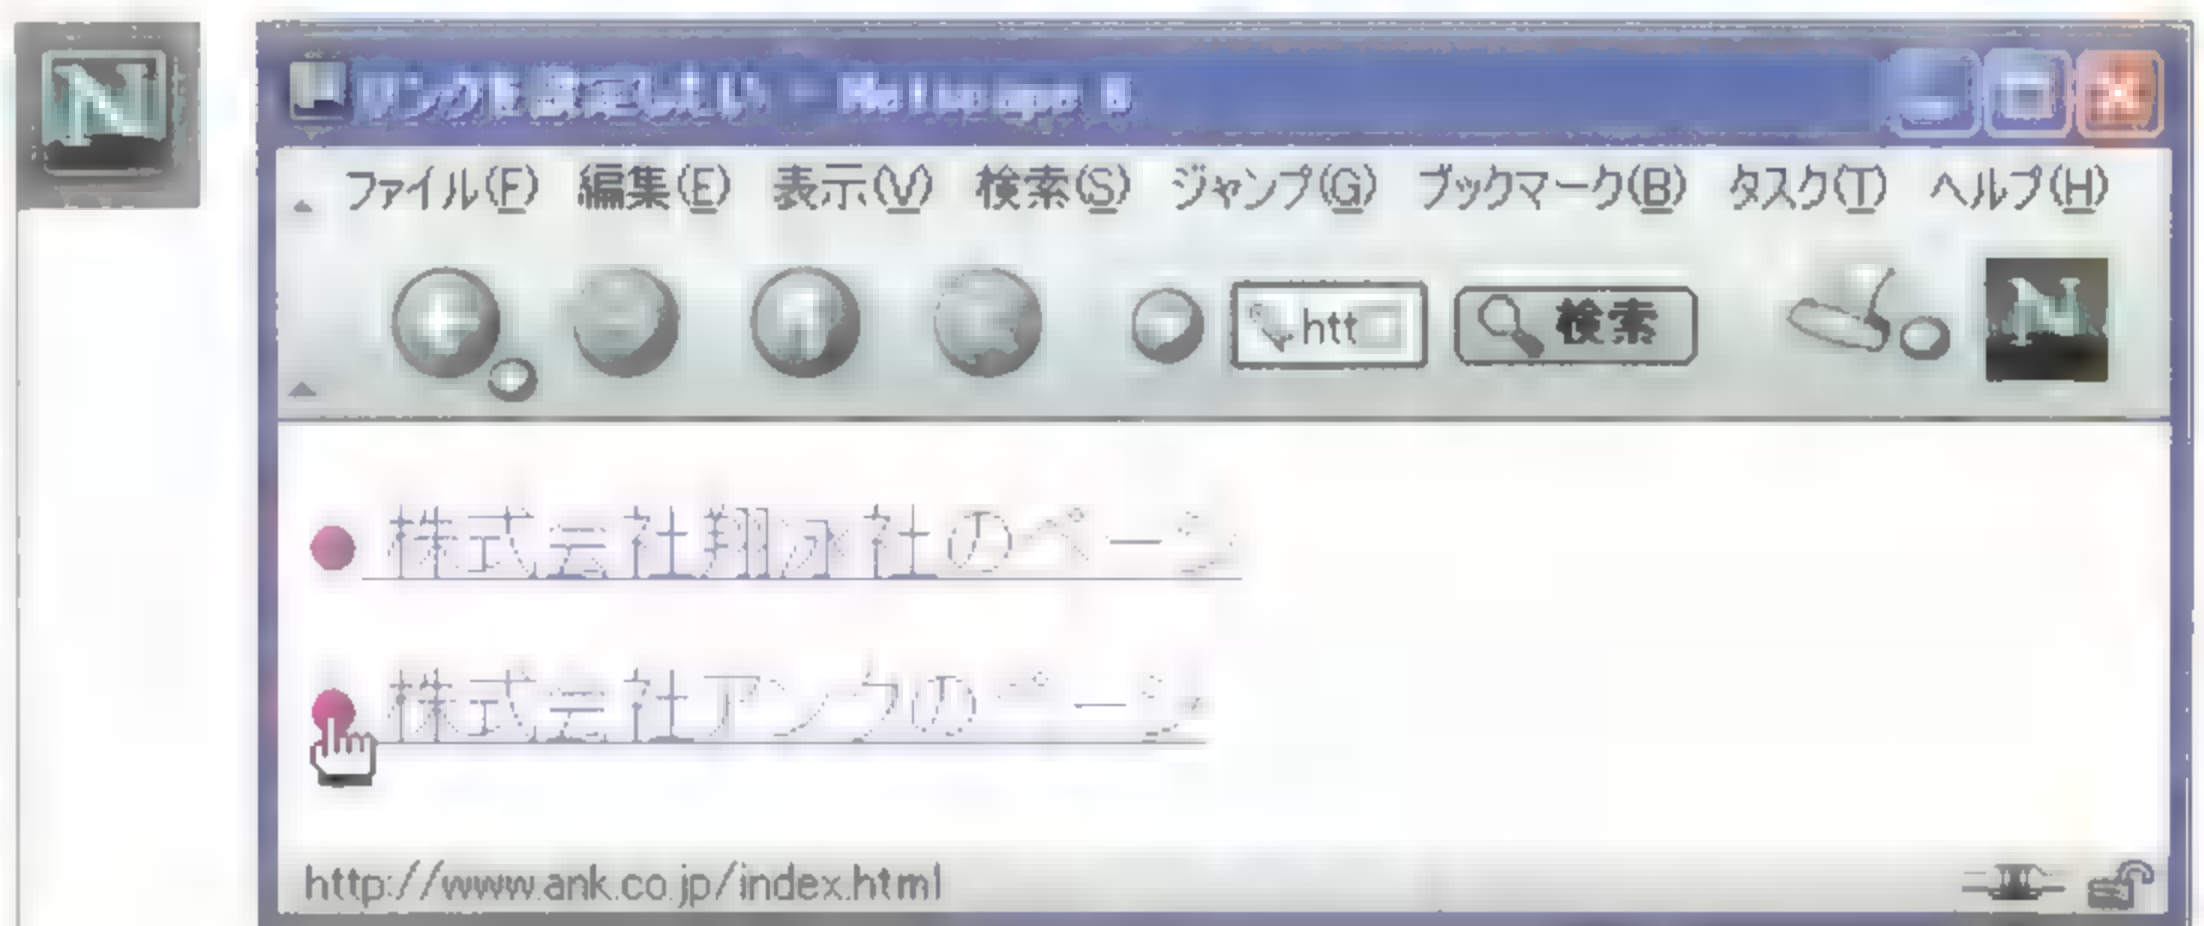 リンクを設定したい - Netscape 6
ファイル(F) 編集(E) 表示(V) 検索(S) ジャンプ(G) ブックマーク(B) タスク(T) ヘルプ(H)
htt 検索
株式会社翔泳社のページ
株式会社アンクのページ
http://www.ank.co.jp/index.html